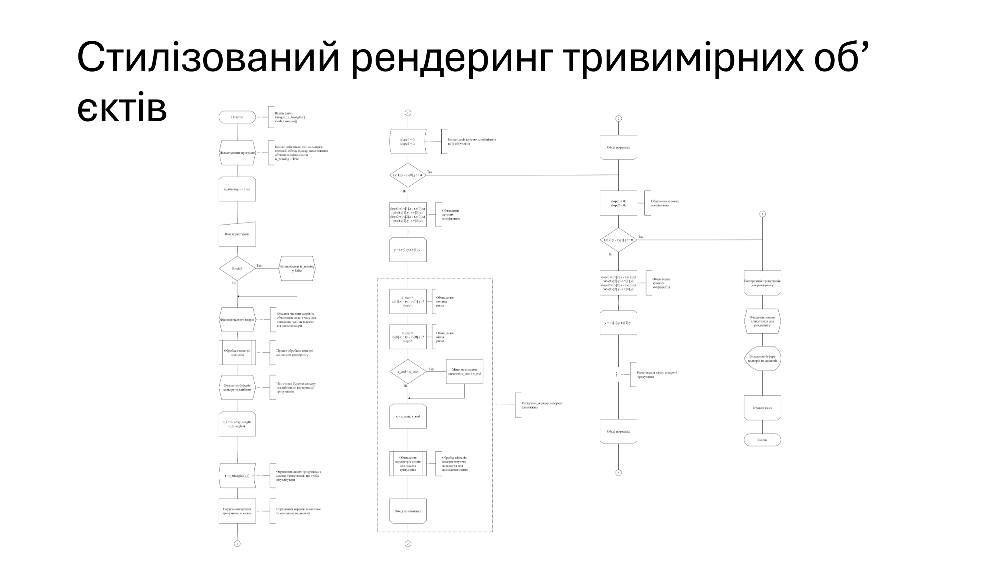 Стилізований рендеринг тривимірних об’
єктів
Початок
Вхідні данні:
triangle_t r_triangles[]
mesh_t meshes[]
Налаштування програми
Ініціалізація вікна, світла, матриці
проєкції, об'єму огляду, завантаження
об'єктів та ініціалізація
is_running = True
is_running == True
Ввід користувача
Вихід?
Так
Встановлення is_running
у False
Ні
Фіксація частоти кадрів
Фіксація частоти кадрів та
обчислення дельта часу для
однакових змін незалежно
від частоти кадрів
Обробка геометрії
полігонів
Процес обробки геометрії
конвеєром рендерингу
Очищення буферів
кольору та глибини
Підготовка буферів кольору
та глибини до растеризації
трикутників
t_i = 0, array_length
(r_triangles)
t = r_triangles[t_i]
Отримання даних трикутника з
масиву трикутників, що треба
візуалізувати
Сортування вершин
трикутника за вісю y
Сортування вершин за висотою
їх координат на дисплеї
1
1
slope1 = 0;
slope2 = 0;
Ініціалізація кутових коефіцієнтів
та їх обнулення
t.v[1].y - t.v[0].y != 0
Так
Ні
slope1=(t.v[1].x - t.v[0].x)
/ abs(t.v[1].y - t.v[0].y);
slope2=(t.v[2].x - t.v[0].x)
/ abs(t.v[2].y - t.v[0].y);
Обчислення
кутових
коефіцієнтів
y = t.v[0].y, t.v[1].y
x_start =
t.v[1].x + (y - t.v[1].y) *
slope1;
Обчислення
початку
рядка
x_end =
t.v[0].x + (y - t.v[0].y) *
slope2;
Обчислення
кінця
рядка
x_end < x_start
Так
Міняємо місцями
значення x_start і x_end
Ні
x = x_start, x_end
Растеризація рядку поверхні
трикутника
Обчислення
параметрів стилю
для пікселя
трикутника
Обробка пікселів,
використовуючи
параметри для
накладення стилю
Обхід по стовпцях
2
2
Обхід по рядках
slope1 = 0;
slope2 = 0;
Обнулення кутових
коефіцієнтів
t.v[2].y - t.v[1].y != 0
Так
Ні
slope1=(t.v[2].x - t.v[1].x)
/ abs(t.v[2].y - t.v[1].y);
slope2=(t.v[2].x - t.v[0].x)
/ abs(t.v[2].y - t.v[0].y);
Обчислення
кутових
коефіцієнтів
y = t.v[1].y, t.v[2].y
Растеризація рядку поверхні
трикутника
Обхід по рядках
3
3
Растеризація трикутників
для рендерингу
Очищення масиву
трикутників для
рендерингу
Виведення буферу
кольорів на дисплей
Ігровий цикл
Кінець